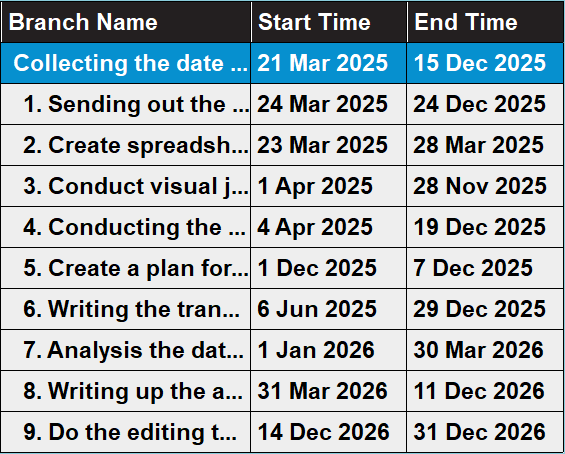 Branch Name Start Time End Time
Collecting the date ... 21 Mar 2025 15 Dec 2025
1. Sending out the ... 24 Mar 2025 24 Dec 2025
2. Create spreadsh... 23 Mar 2025 28 Mar 2025
3. Conduct visual j... 1 Apr 2025 28 Nov 2025
4. Conducting the ... 4 Apr 2025 19 Dec 2025
5. Create a plan for... 1 Dec 2025 7 Dec 2025
6. Writing the tran... 6 Jun 2025 29 Dec 2025
7. Analysis the dat... 1 Jan 2026 30 Mar 2026
8. Writing up the a... 31 Mar 2026 11 Dec 2026
9. Do the editing t... 14 Dec 2026 31 Dec 2026